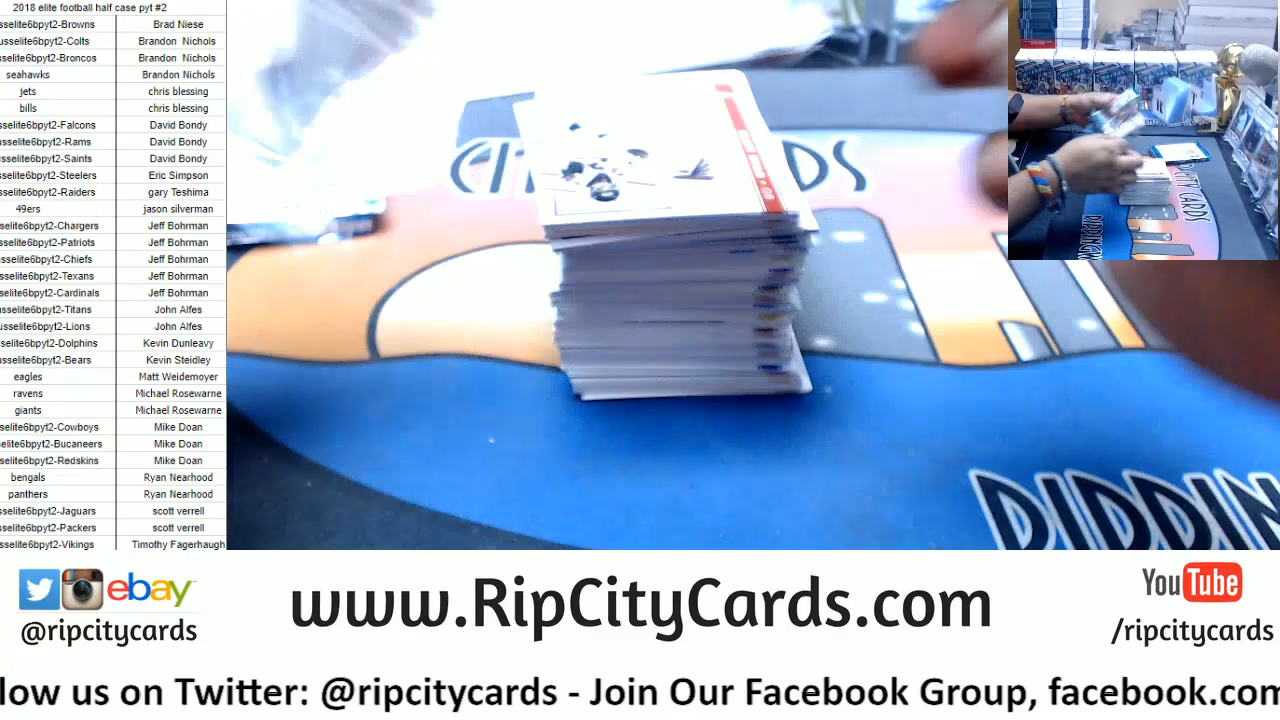 2018 elite football half case pyt #2
sselite6bpyt2-Browns Brad Niese
usselite6bpyt2-Colts Brandon Nichols
sselite6bpyt2-Broncos Brandon Nichols
seahawks Brandon Nichols
jets chris blessing
bills chris blessing
sselite6bpyt2-Falcons David Bondy
sselite6bpyt2-Rams David Bondy
sselite6bpyt2-Saints David Bondy
sselite6bpyt2-Steelers Eric Simpson
sselite6bpyt2-Raiders gary Teshima
49ers jason silverman
sselite6bpyt2-Chargers Jeff Bohrman
sselite6bpyt2-Patriots Jeff Bohrman
sselite6bpyt2-Chiefs Jeff Bohrman
sselite6bpyt2-Texans Jeff Bohrman
sselite6bpyt2-Cardinals Jeff Bohrman
usselite6bpyt2-Titans John Alfes
usselite6bpyt2-Lions John Alfes
sselite6bpyt2-Dolphins Kevin Dunleavy
sselite6bpyt2-Bears Kevin Steidley
eagles Matt Weidemoyer
ravens Michael Rosewarne
giants Michael Rosewarne
sselite6bpyt2-Cowboys Mike Doan
selite6bpyt2-Bucaneers Mike Doan
sselite6bpyt2-Redskins Mike Doan
bengals Ryan Nearhood
panthers Ryan Nearhood
sselite6bpyt2-Jaguars scott verrell
sselite6bpyt2-Packers scott verrell
sselite6bpyt2-Vikings Timothy Fagerhaugh
CITY CARDS
DIPPIN
ebay
@ripcitycards
www.RipCityCards.com
YouTube
/ripcitycards
low us on Twitter: @ripcitycards - Join Our Facebook Group, facebook.com